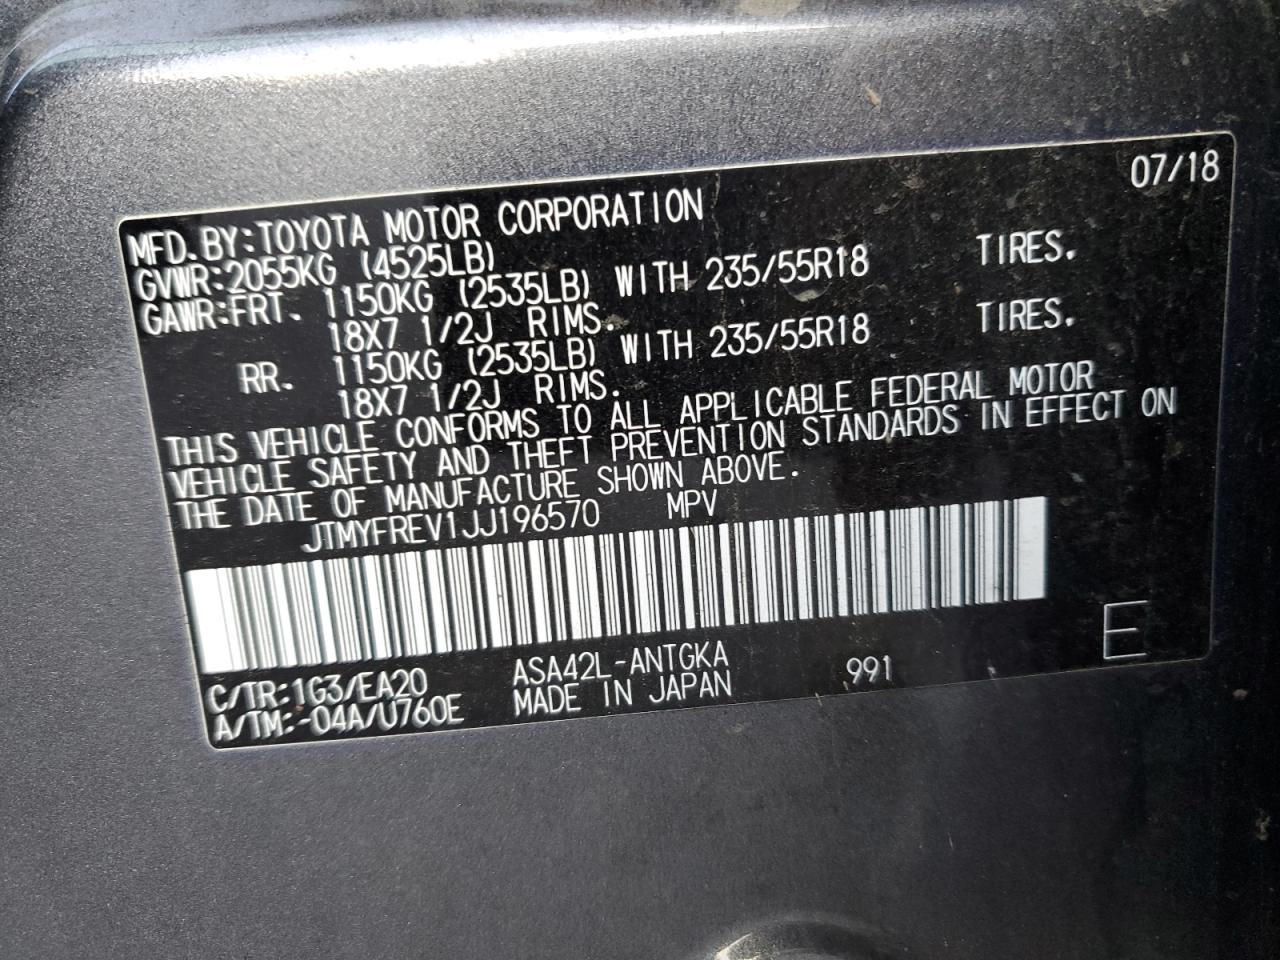 07/18
MFD.BY:TOYOTA MOTOR CORPORATION
GVWR:2055KG (4525LB)
GAWR:FRT. 1150KG (2535LB) WITH 235/55R18 TIRES.
18X7 1/2J RIMS.
RR. 1150KG (2535LB) WITH 235/55R18 TIRES.
18X7 1/2J RIMS.
THIS VEHICLE CONFORMS TO ALL APPLICABLE FEDERAL MOTOR
VEHICLE SAFETY AND THEFT PREVENTION STANDARDS IN EFFECT ON
THE DATE OF MANUFACTURE SHOWN ABOVE.
JTMYFREV1JJ196570 MPV
E
C/TR:1G3/EA20 ASA42L-ANTGKA 991
A/TM:-04A/U760E MADE IN JAPAN